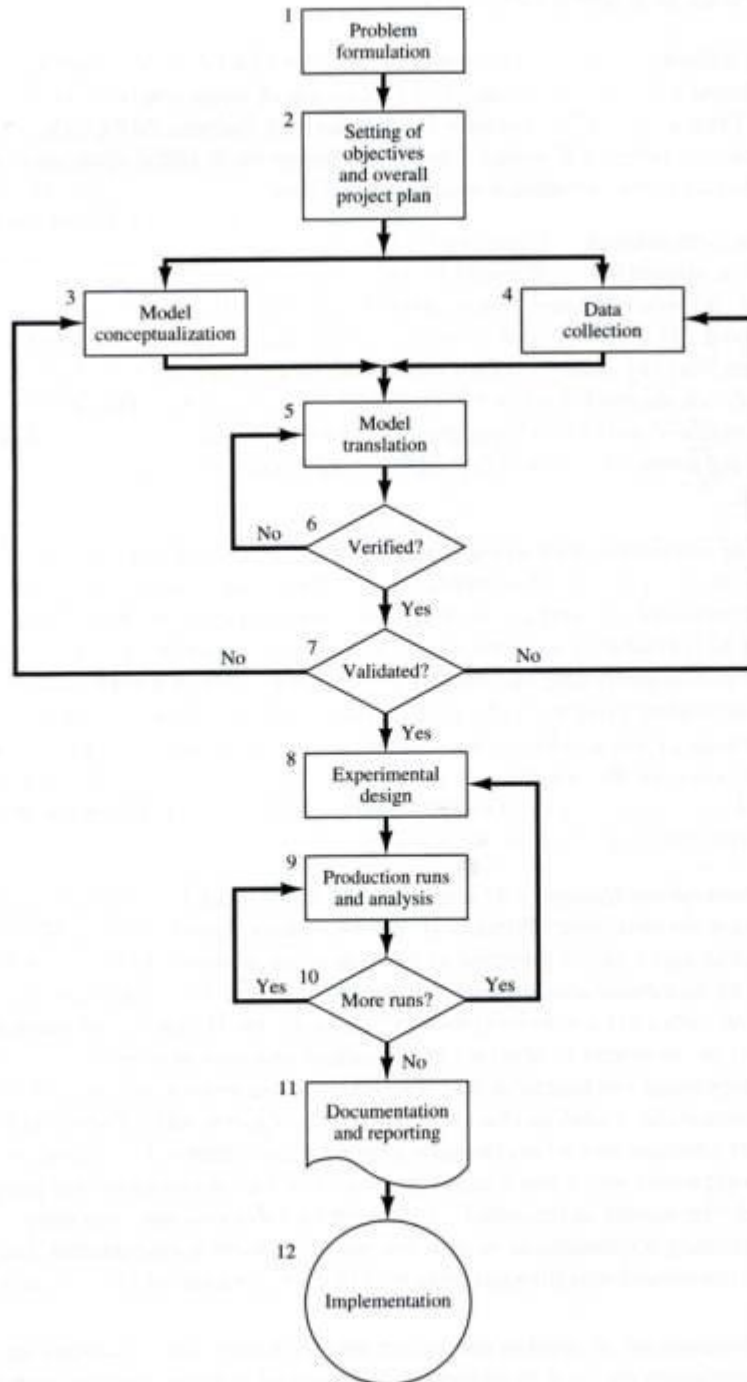 1
Problem
formulation
2
Setting of
objectives
and overall
project plan
3
Model
conceptualization
4
Data
collection
5
Model
translation
No
6
Verified?
Yes
No
7
Validated?
No
Yes
8
Experimental
design
9
Production runs
and analysis
Yes
10
More runs?
Yes
No
11
Documentation
and reporting
12
Implementation